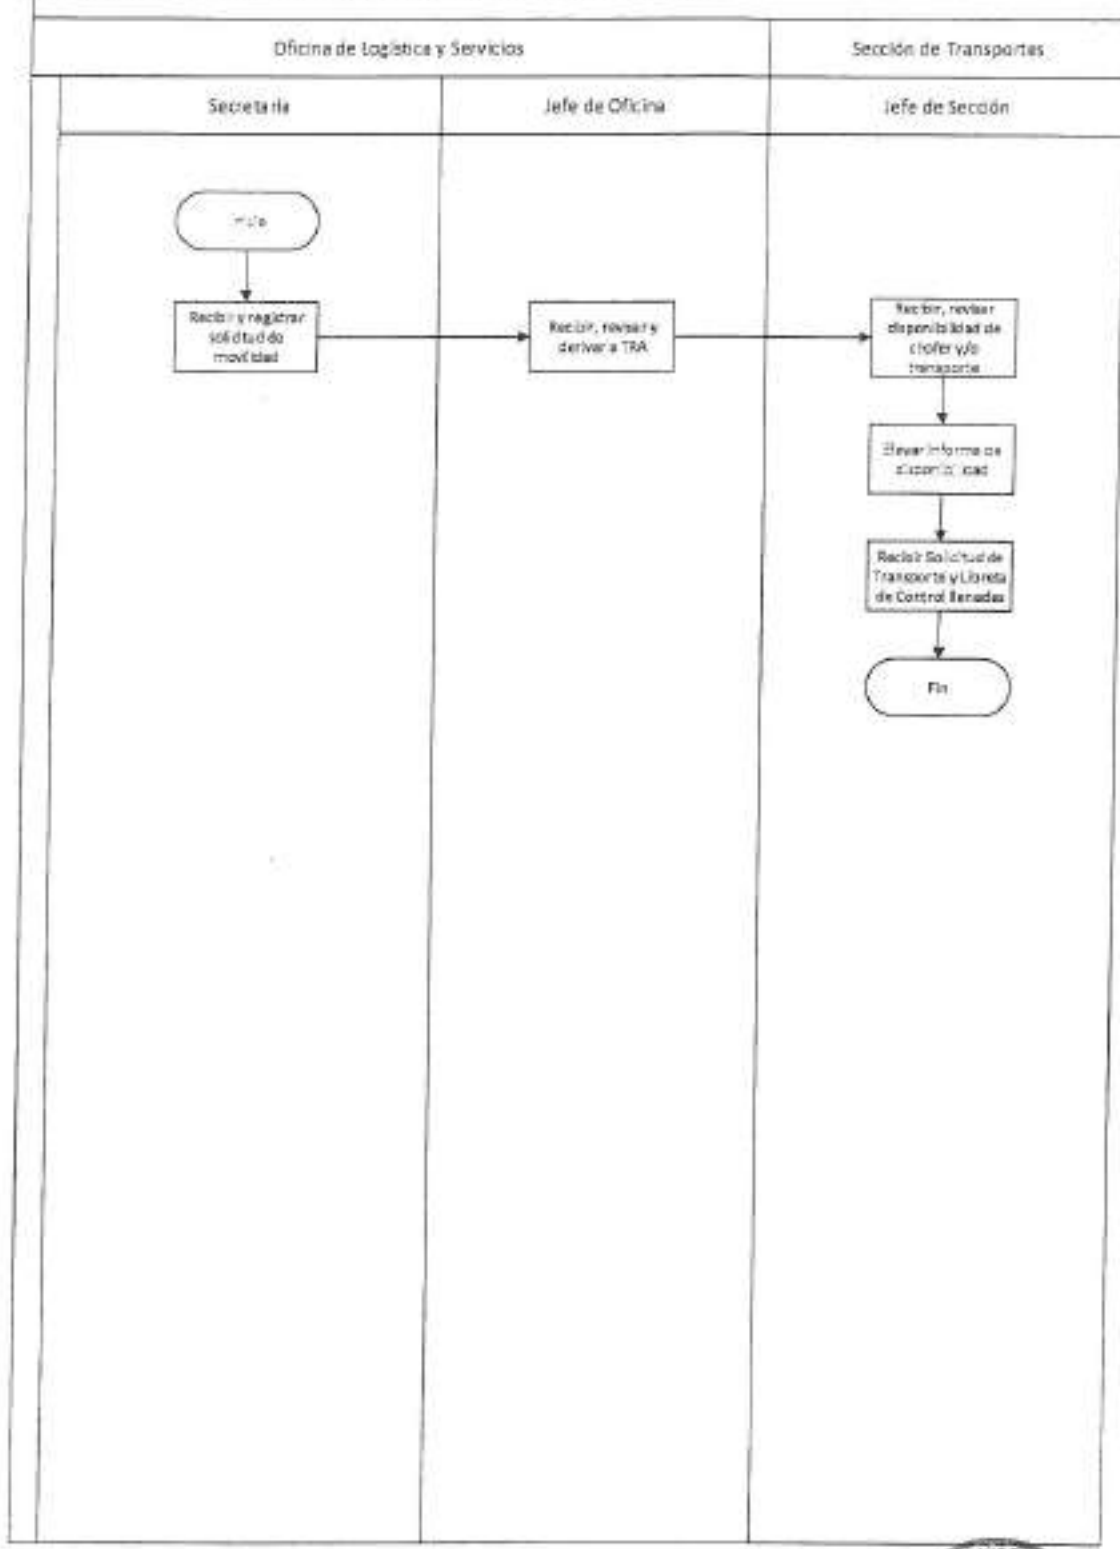 Oficina de Logística y Servicios
Sección de Transportes
Secretaria
Jefe de Oficina
Jefe de Sección
Inicio
Recibir y registrar
solicitud de
movilidad
Recibir, revisar y
derivar a TRA
Recibir, revisar
disponibilidad de
chofer y/o
transporte
Elevar informe de
disponibilidad
Recibir Solicitud de
Transporte y Libreta
de Control llenadas
Fin